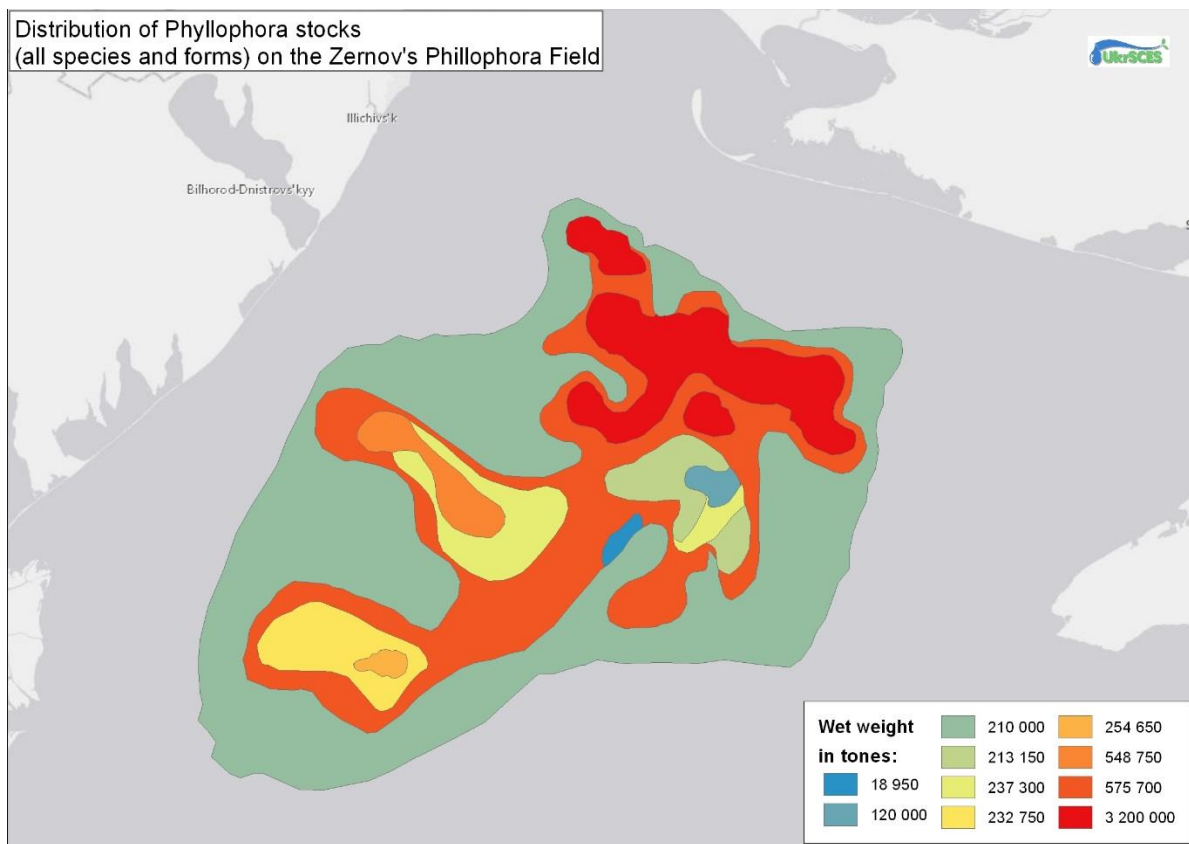 Distribution of Phyllophora stocks
(all species and forms) on the Zernov's Phillophora Field
UkrSCES
Illichivs'k
Bilhorod-Dnistrovs'kyy
S
Wet weight
in tones:
18 950
120 000
210 000
213 150
237 300
232 750
254 650
548 750
575 700
3 200 000